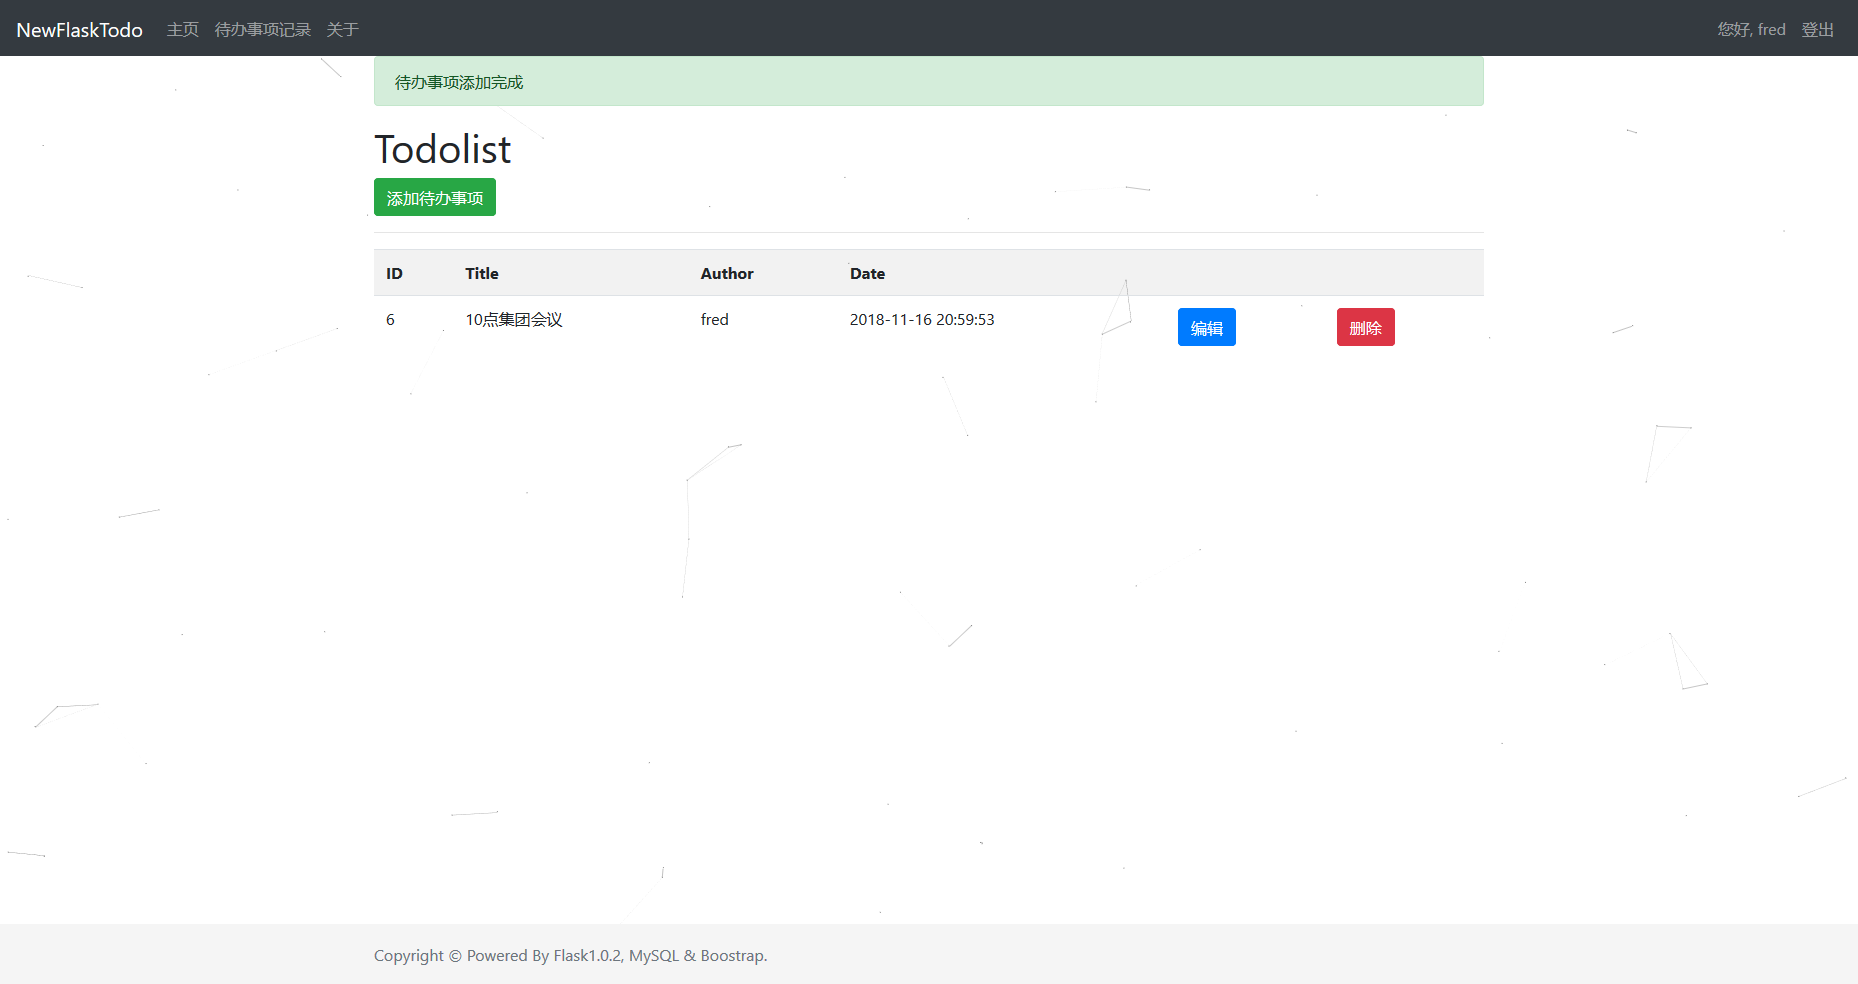 NewFlaskTodo 主页 待办事项记录 关于 您好, fred 登出
待办事项添加完成
Todolist
添加待办事项
ID Title Author Date
6 10点集团会议 fred 2018-11-16 20:59:53 编辑 删除
Copyright © Powered By Flask1.0.2, MySQL & Boostrap.